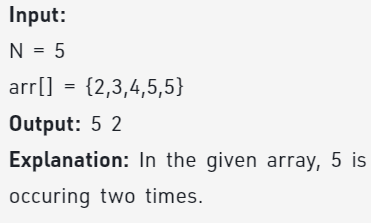 Input:
N = 5
arr[] = {2,3,4,5,5}
Output: 5 2
Explanation: In the given array, 5 is
occuring two times.